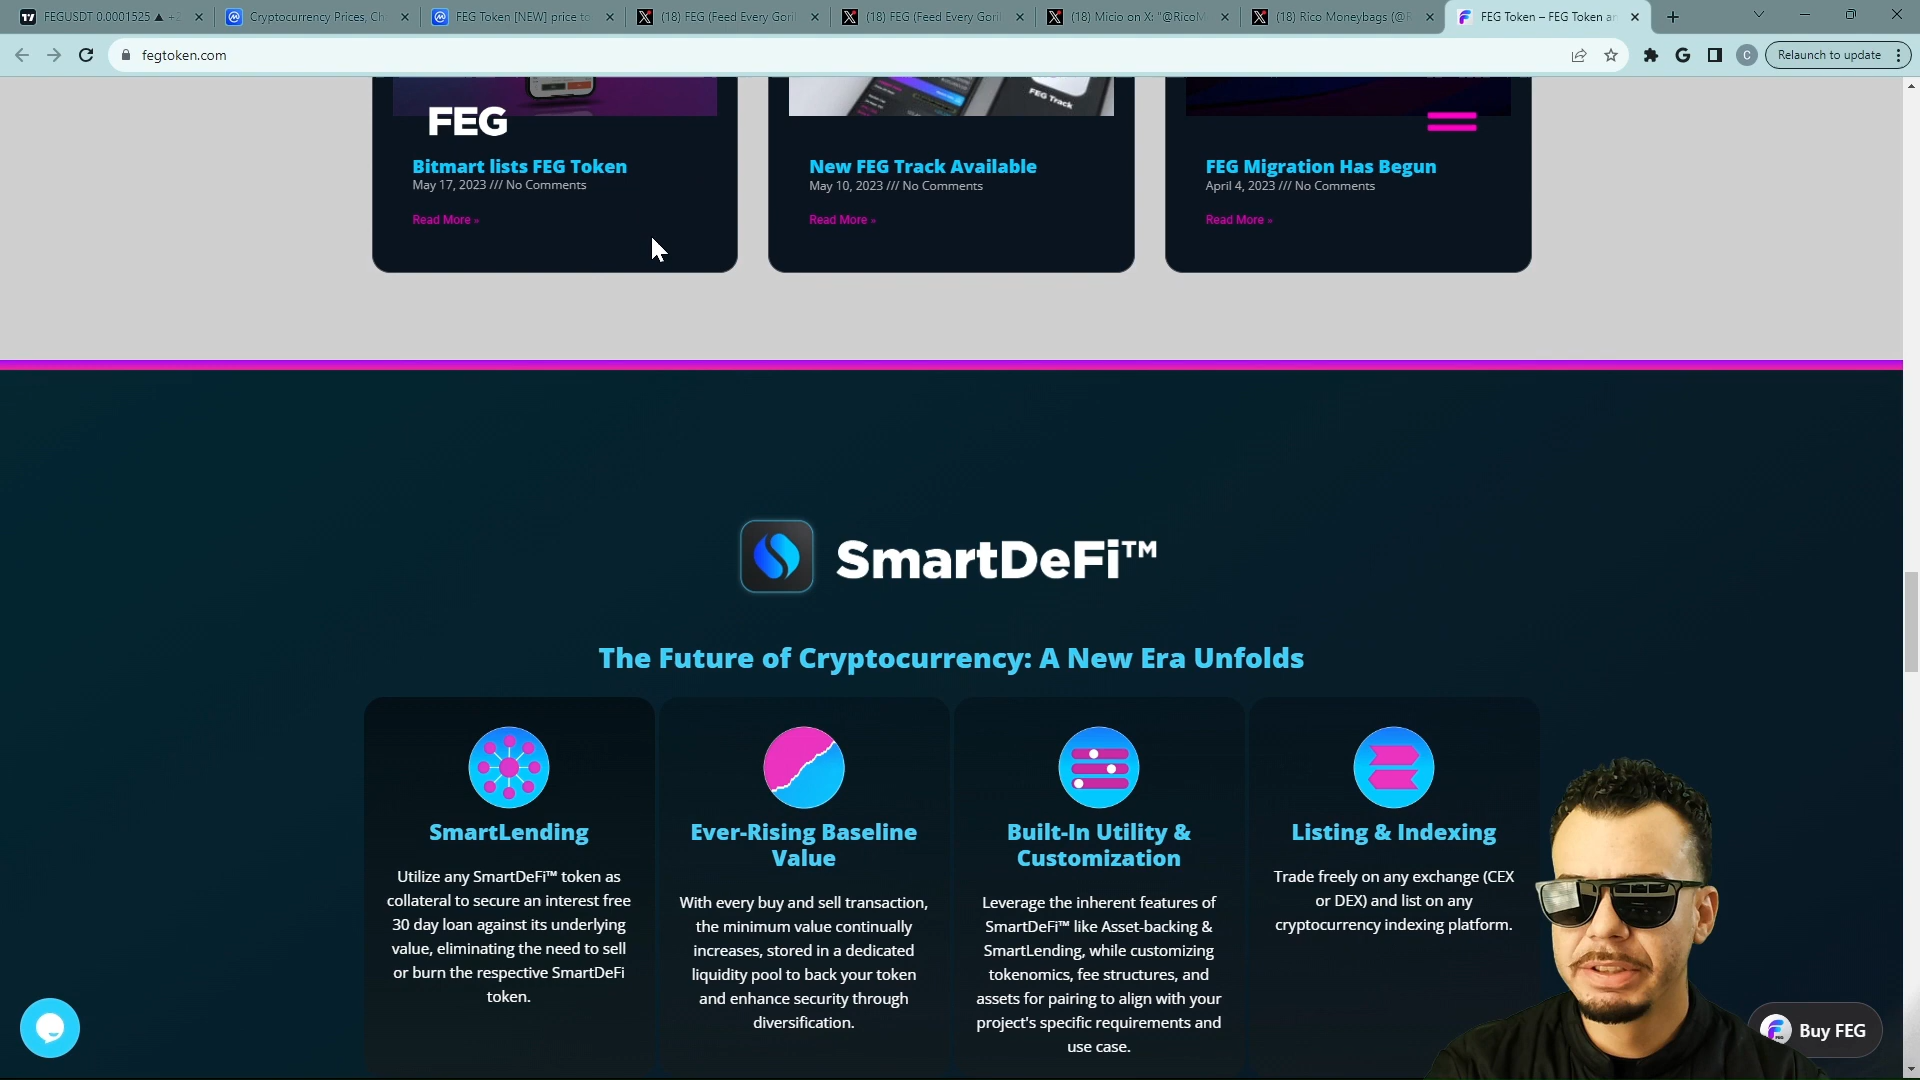 FEGUSDT 0.0001525 ▲ +2
Cryptocurrency Prices, Ch
FEG Token [NEW] price to
(18) FEG (Feed Every Goril
(18) FEG (Feed Every Goril
(18) Micio on X: "@RicoM
(18) Rico Moneybags (@R
FEG Token – FEG Token an
fegtoken.com
C
Relaunch to update
FEG Track
FEG
Bitmart lists FEG Token
May 17, 2023 /// No Comments
Read More »
New FEG Track Available
May 10, 2023 /// No Comments
Read More »
FEG Migration Has Begun
April 4, 2023 /// No Comments
Read More »
SmartDeFi™
The Future of Cryptocurrency: A New Era Unfolds
SmartLending
Utilize any SmartDeFi™ token as
collateral to secure an interest free
30 day loan against its underlying
value, eliminating the need to sell
or burn the respective SmartDeFi
token.
Ever-Rising Baseline
Value
With every buy and sell transaction,
the minimum value continually
increases, stored in a dedicated
liquidity pool to back your token
and enhance security through
diversification.
Built-In Utility &
Customization
Leverage the inherent features of
SmartDeFi™ like Asset-backing &
SmartLending, while customizing
tokenomics, fee structures, and
assets for pairing to align with your
project's specific requirements and
use case.
Listing & Indexing
Trade freely on any exchange (CEX
or DEX) and list on any
cryptocurrency indexing platform.
Buy FEG